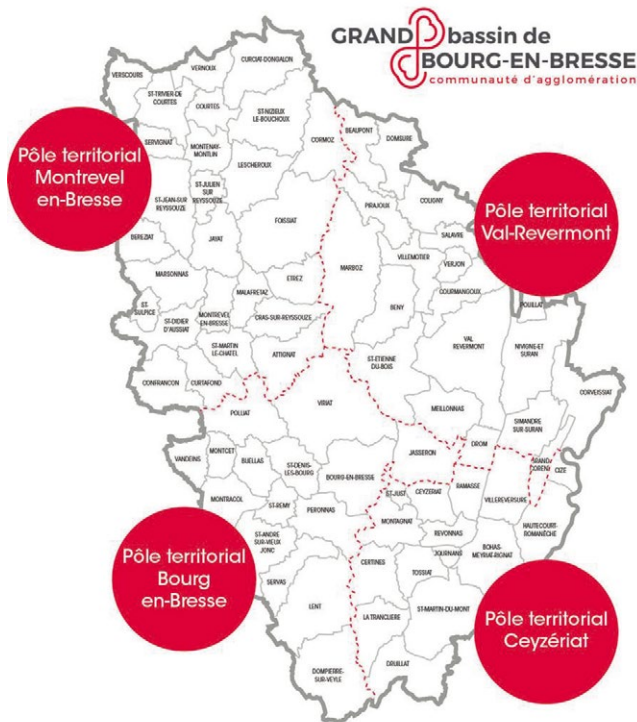 GRAND bassin de
BOURG-EN-BRESSE
communauté d'agglomération
CURCIAT-DONGALON
VERNOUX
VERSCOURS
ST-TRIVIER-DE
COURTES
COURTES
ST-NIZIEUX
LE-BOUCHOUX
BEAUPONT
DOMSURE
CORMOZ
SERVIGNAT
MONTENAY-
MONTLIN
LESCHEROUX
Pôle territorial
Montrevel
en-Bresse
ST-JULIEN
SUR
REYSSOUZE
ST-JEAN-SUR
REYSSOUZE
PIRAJOUX
COLIGNY
Pôle territorial
Val-Revermont
FOISSIAT
SALAVRE
BEREZIAT
JAYAT
VILLEMOTIER
VERJON
MARBOZ
MARSONNAS
ETREZ
MALAFRETAZ
COURMANGOUX
POUILLAT
BENY
ST-
SULPICE
ST-DIDIER
D'AUSSIAT
MONTREVEL
EN-BRESSE
CRAS-SUR-REYSSOUZE
NIVIGNE-ET
SURAN
ST-MARTIN
LE-CHATEL
ATTIGNAT
VAL
REVERMONT
ST-ETIENNE
DU-BOIS
CONFRANCON
CURTAFOND
CORVEISSIAT
MEILLONNAS
VIRIAT
POLLIAT
SIMANDRE
SUR-SURAN
DROM
JASSERON
VANDEINS
MONTCET
BUELLAS
ST-DENIS-
LES-BOURG
BOURG-EN-BRESSE
GRAND
CORENT
CIZE
RAMASSE
CEYZERIAT
ST-JUST
VILLEREVERSURE
MONTRACOL
ST-REMY
PERONNAS
MONTAGNAT
HAUTECOURT-
ROMANÈCHE
REVONNAS
ST-ANDRE
SUR-VIEUX
JONC
JOURNANS
BOHAS-
MEYRIAT-RIGNAT
Pôle territorial
Bourg
en-Bresse
CERTINES
TOSSIAT
SERVAS
LENT
ST-MARTIN-DU-MONT
LA TRANCLIERE
Pôle territorial
Ceyzériat
DRUILLAT
DOMPIERRE-
SUR-VEYLE